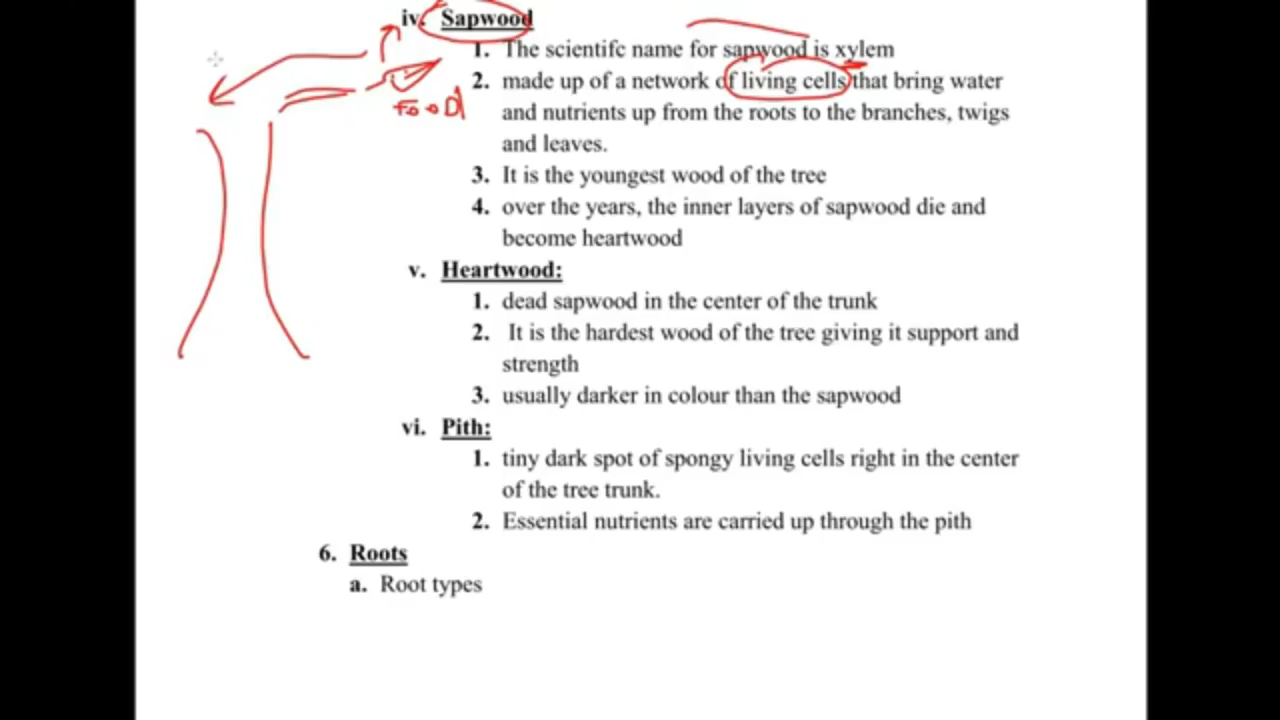 iv. Sapwood
1. The scientifc name for sapwood is xylem
2. made up of a network of living cells that bring water
FOOD
and nutrients up from the roots to the branches, twigs
and leaves.
3. It is the youngest wood of the tree
4. over the years, the inner layers of sapwood die and
become heartwood
v. Heartwood:
1. dead sapwood in the center of the trunk
2. It is the hardest wood of the tree giving it support and
strength
3. usually darker in colour than the sapwood
vi. Pith:
1. tiny dark spot of spongy living cells right in the center
of the tree trunk.
2. Essential nutrients are carried up through the pith
6. Roots
a. Root types